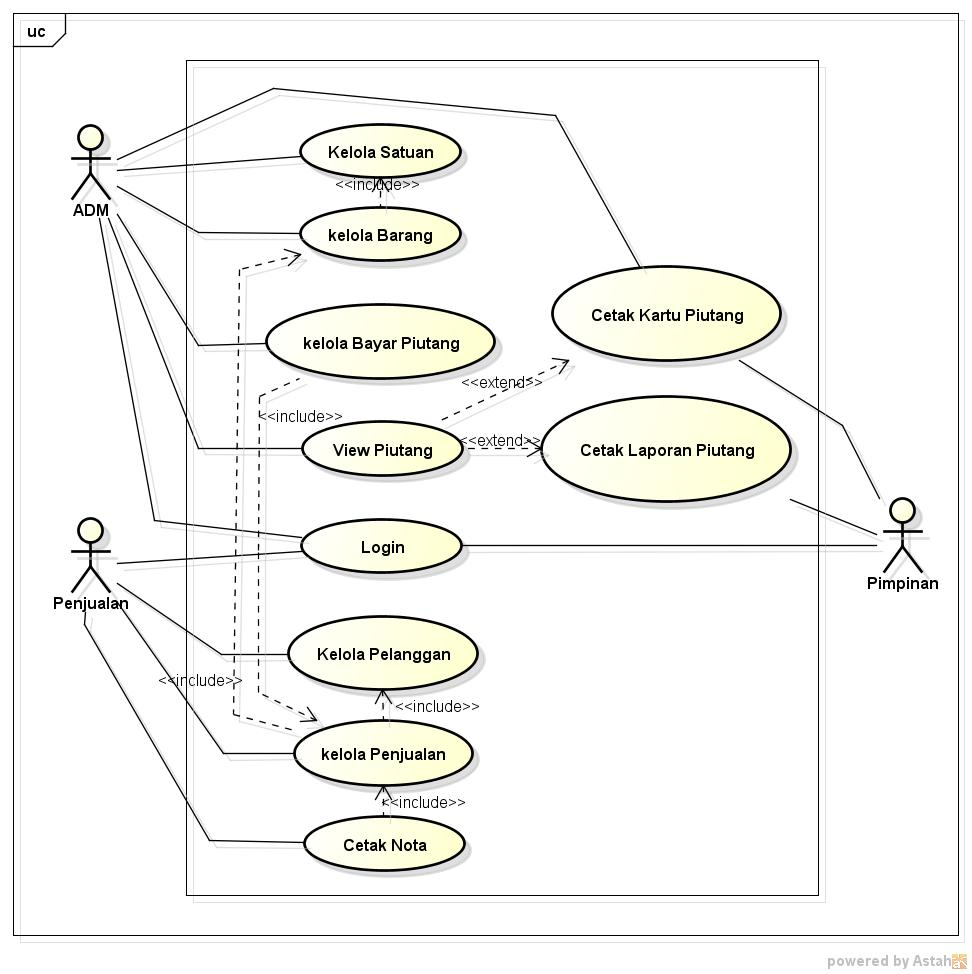 uc
Kelola Satuan
<<include>>
ADM
kelola Barang
Cetak Kartu Piutang
kelola Bayar Piutang
<<extend>>
<<include>>
<<extend>>
View Piutang
Cetak Laporan Piutang
Login
Pimpinan
Penjualan
Kelola Pelanggan
<<include>>
<<include>>
kelola Penjualan
<<include>>
Cetak Nota
powered by Astah